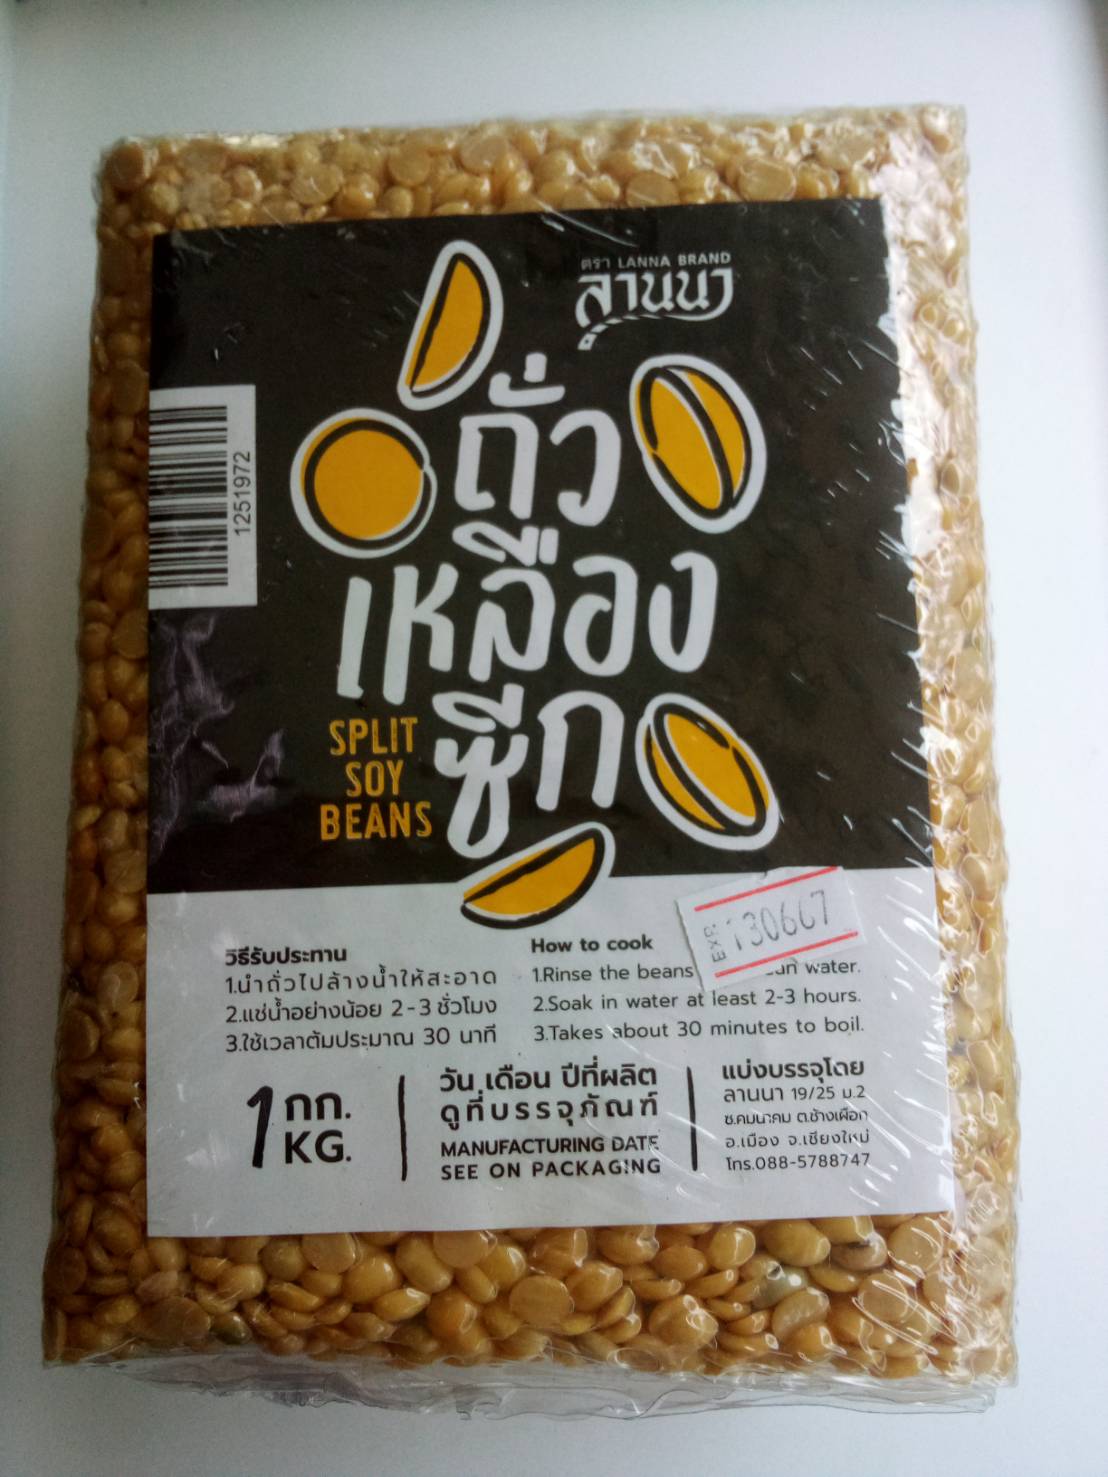 ตรา LANNA BRAND
ลานนา
ถั่ว
เหลือง
ซีก
SPLIT
SOY
BEANS
1251972
EXP. 130667
วิธีรับประทาน
1.นำถั่วไปล้างน้ำให้สะอาด
2.แช่น้ำอย่างน้อย 2-3 ชั่วโมง
3.ใช้เวลาต้มประมาณ 30 นาที
How to cook
1.Rinse the beans water.
2.Soak in water at least 2-3 hours.
3.Takes about 30 minutes to boil.
1 กก.
KG.
วัน เดือน ปีที่ผลิต
ดูที่บรรจุภัณฑ์
MANUFACTURING DATE
SEE ON PACKAGING
แบ่งบรรจุโดย
ลานนา 19/25 ม.2
ซ.คมนาคม ต.ช้างเผือก
อ.เมือง จ.เชียงใหม่
โทร.088-5788747